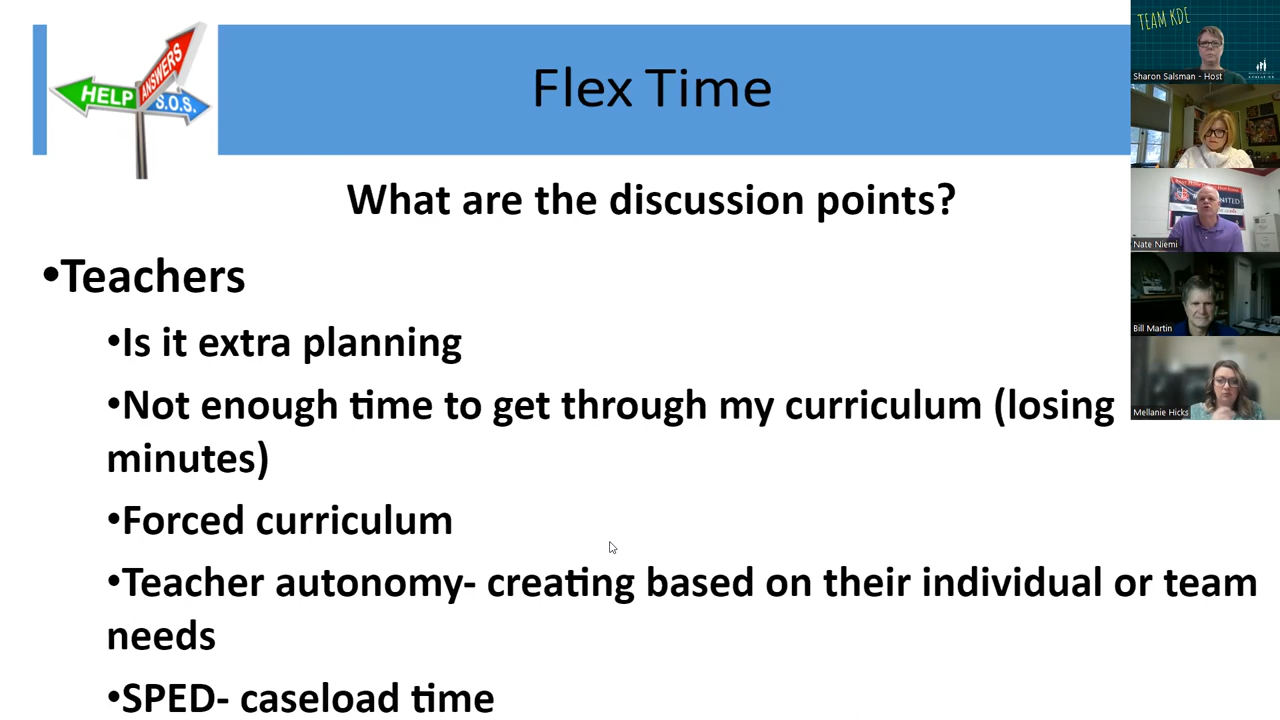 HELP
ANSWERS
S.O.S.
Flex Time
What are the discussion points?
•Teachers
•Is it extra planning
•Not enough time to get through my curriculum (losing
minutes)
•Forced curriculum
•Teacher autonomy- creating based on their individual or team
needs
•SPED- caseload time
TEAM KDE
Sharon Salsman - Host
Nate Niemi
Bill Martin
Mellanie Hicks